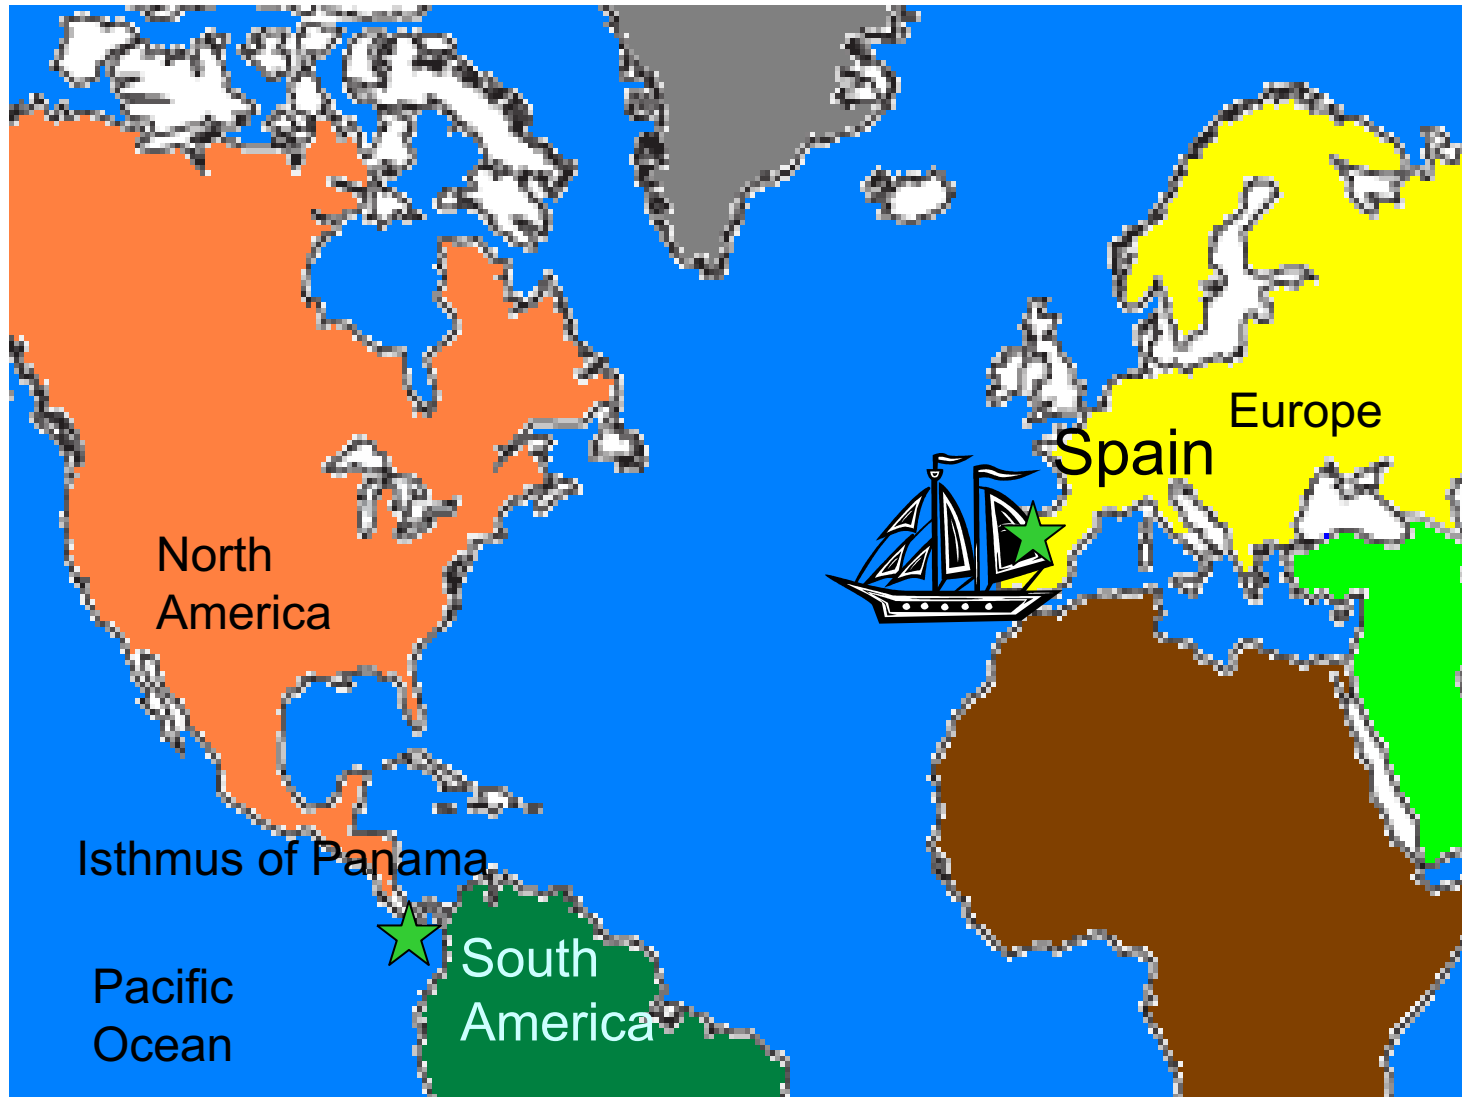 Europe
Spain
North
America
Isthmus of Panama
South
America
Pacific
Ocean